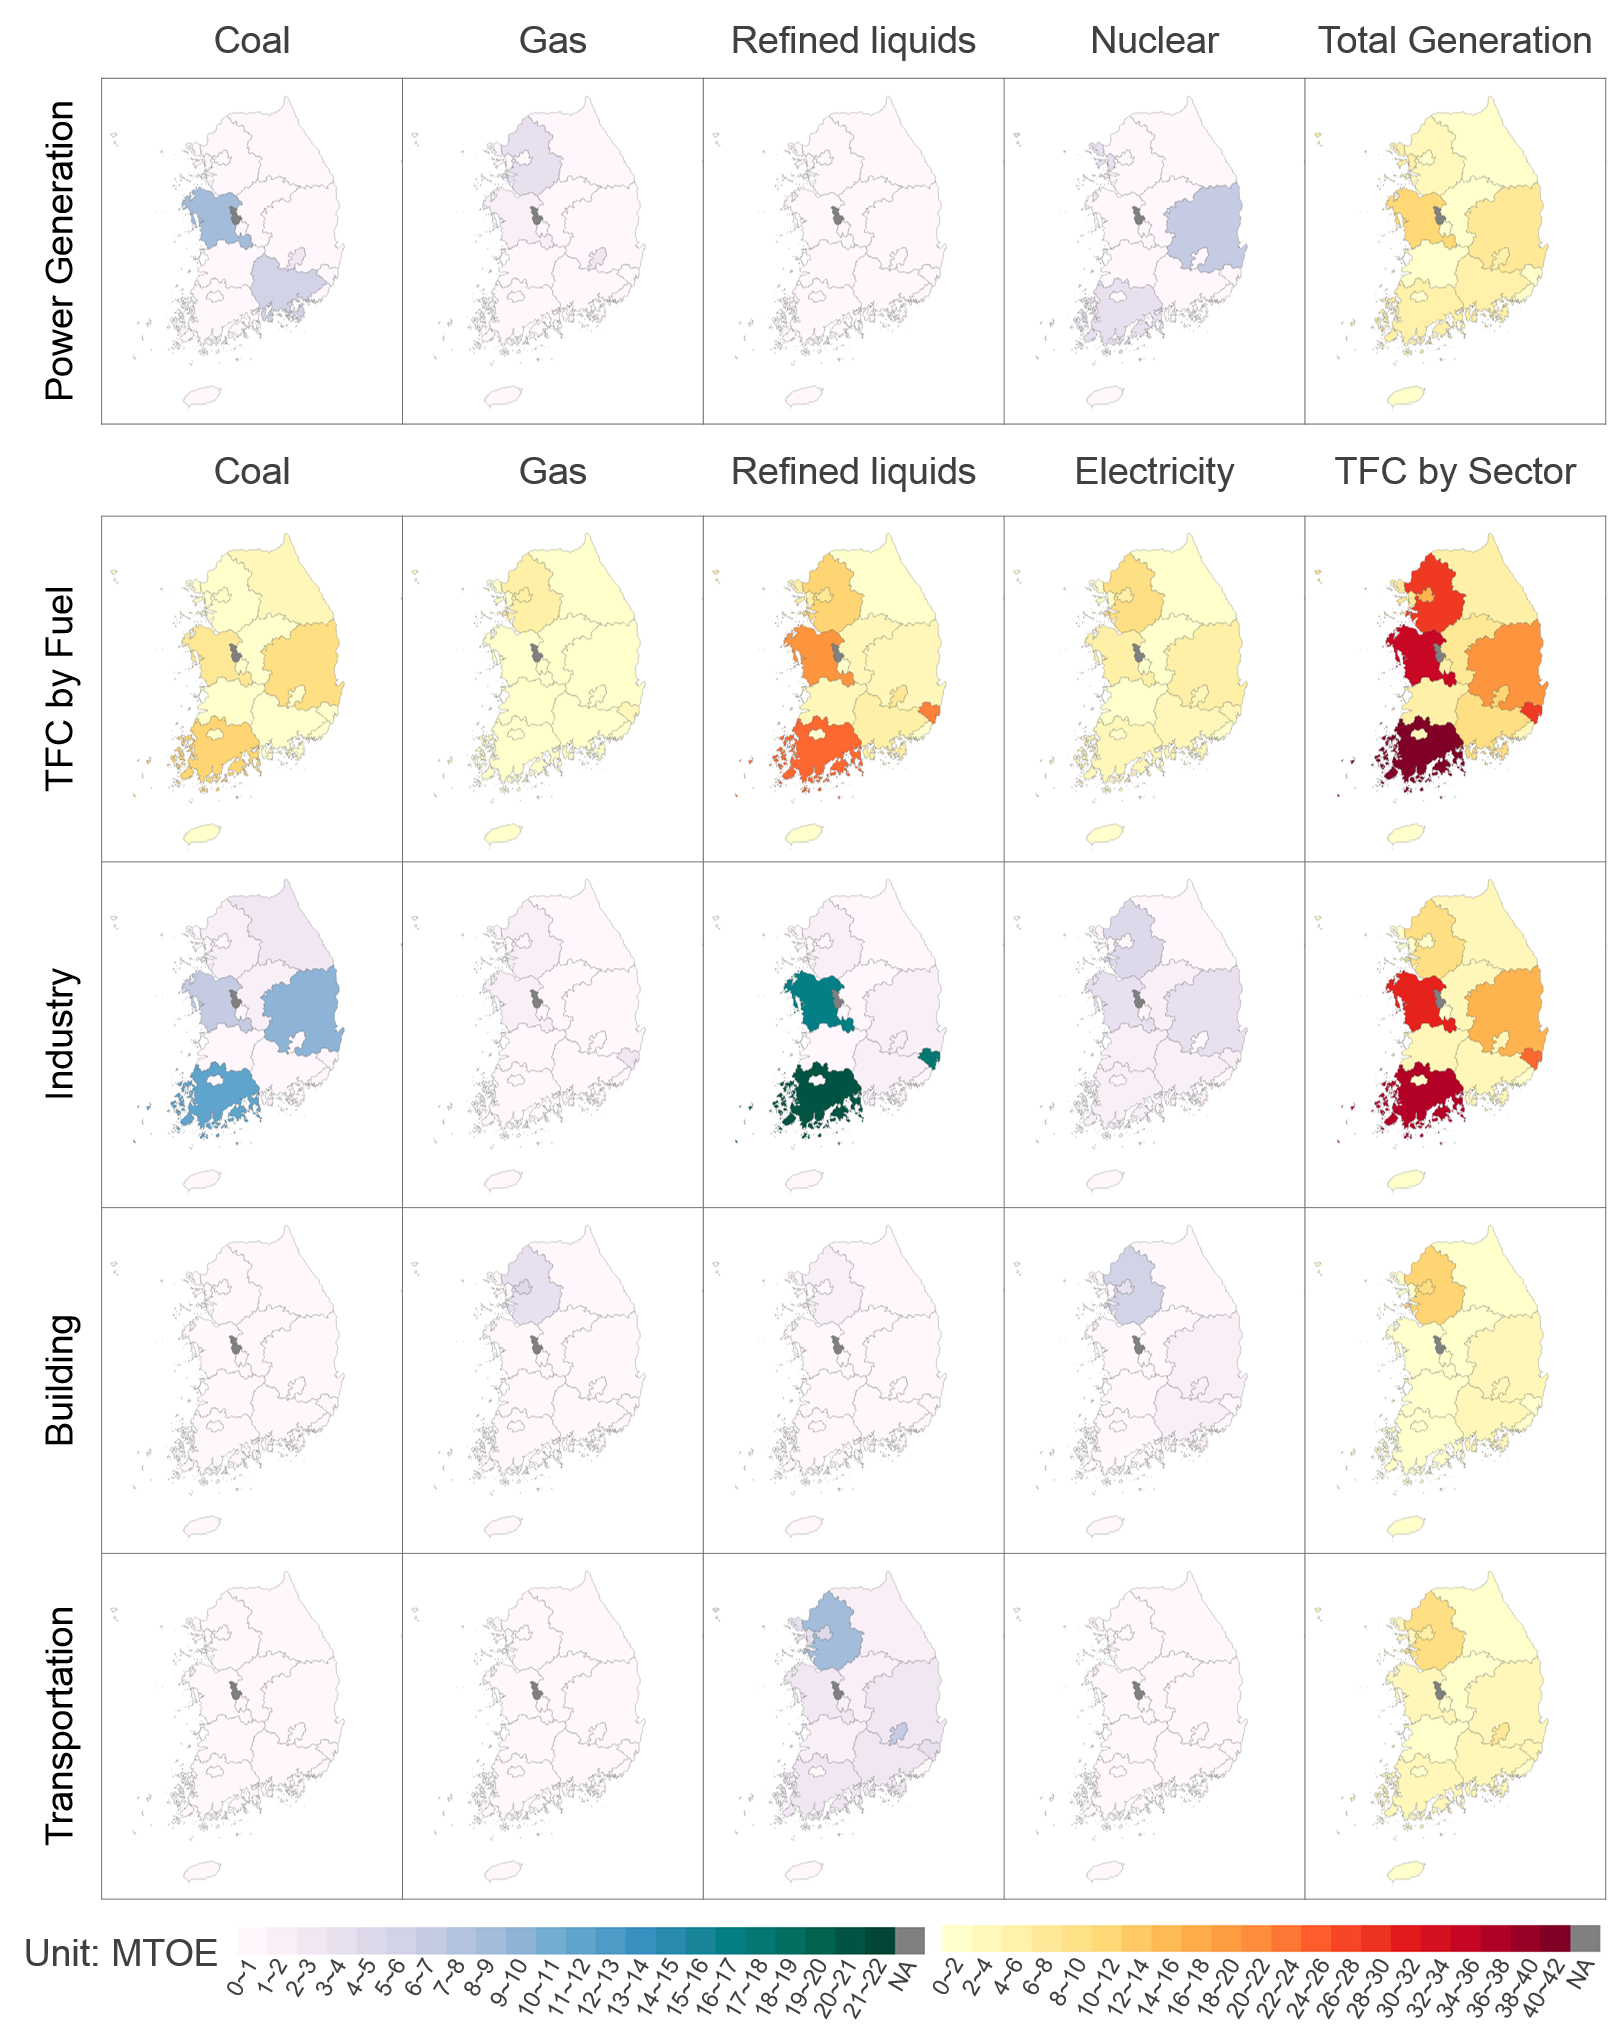 Coal Gas Refined liquids Nuclear Total Generation
Power Generation
Coal Gas Refined liquids Electricity TFC by Sector
TFC by Fuel
Industry
Building
Transportation
Unit: MTOE
0~1 1~2 2~3 3~4 4~5 5~6 6~7 7~8 8~9 9~10 10~11 11~12 12~13 13~14 14~15 15~16 16~17 17~18 18~19 19~20 20~21 21~22 NA
0~2 2~4 4~6 6~8 8~10 10~12 12~14 14~16 16~18 18~20 20~22 22~24 24~26 26~28 28~30 30~32 32~34 34~36 36~38 38~40 40~42 NA